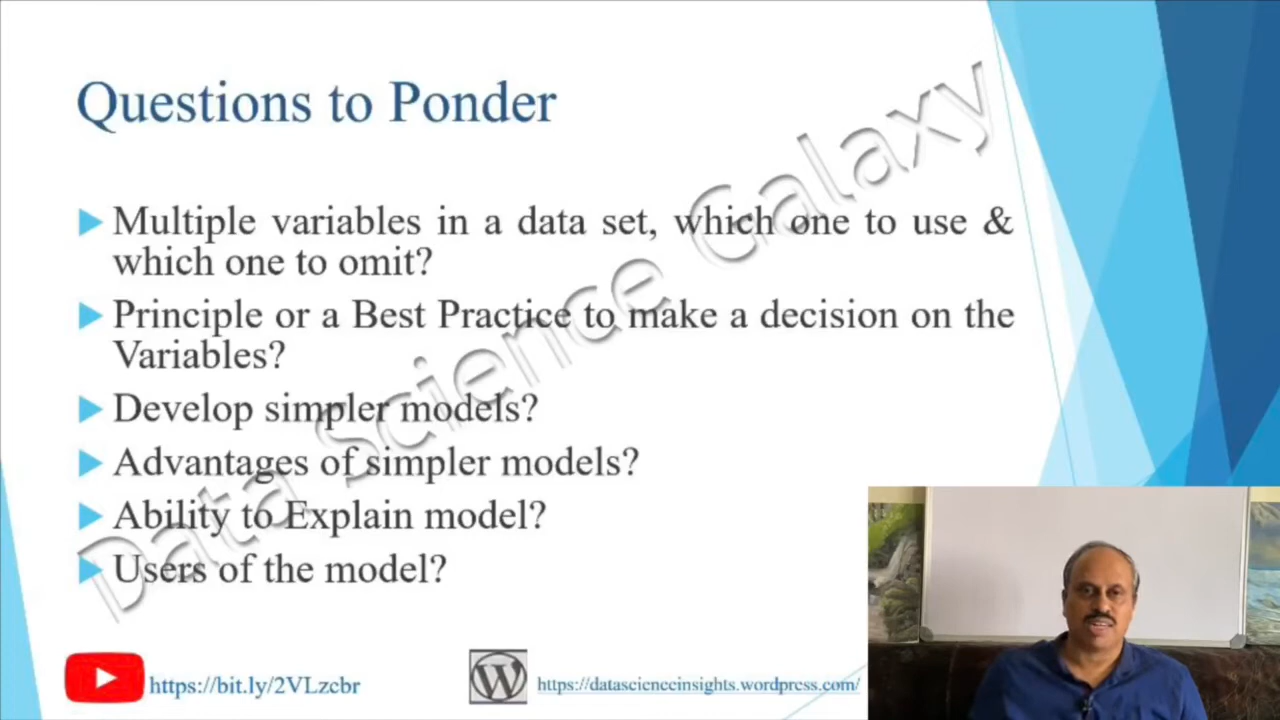 Questions to Ponder
Multiple variables in a data set, which one to use &
which one to omit?
Principle or a Best Practice to make a decision on the
Variables?
Develop simpler models?
Advantages of simpler models?
Ability to Explain model?
Users of the model?
Data Science Galaxy
https://bit.ly/2VLzcbr
https://datascienceinsights.wordpress.com/